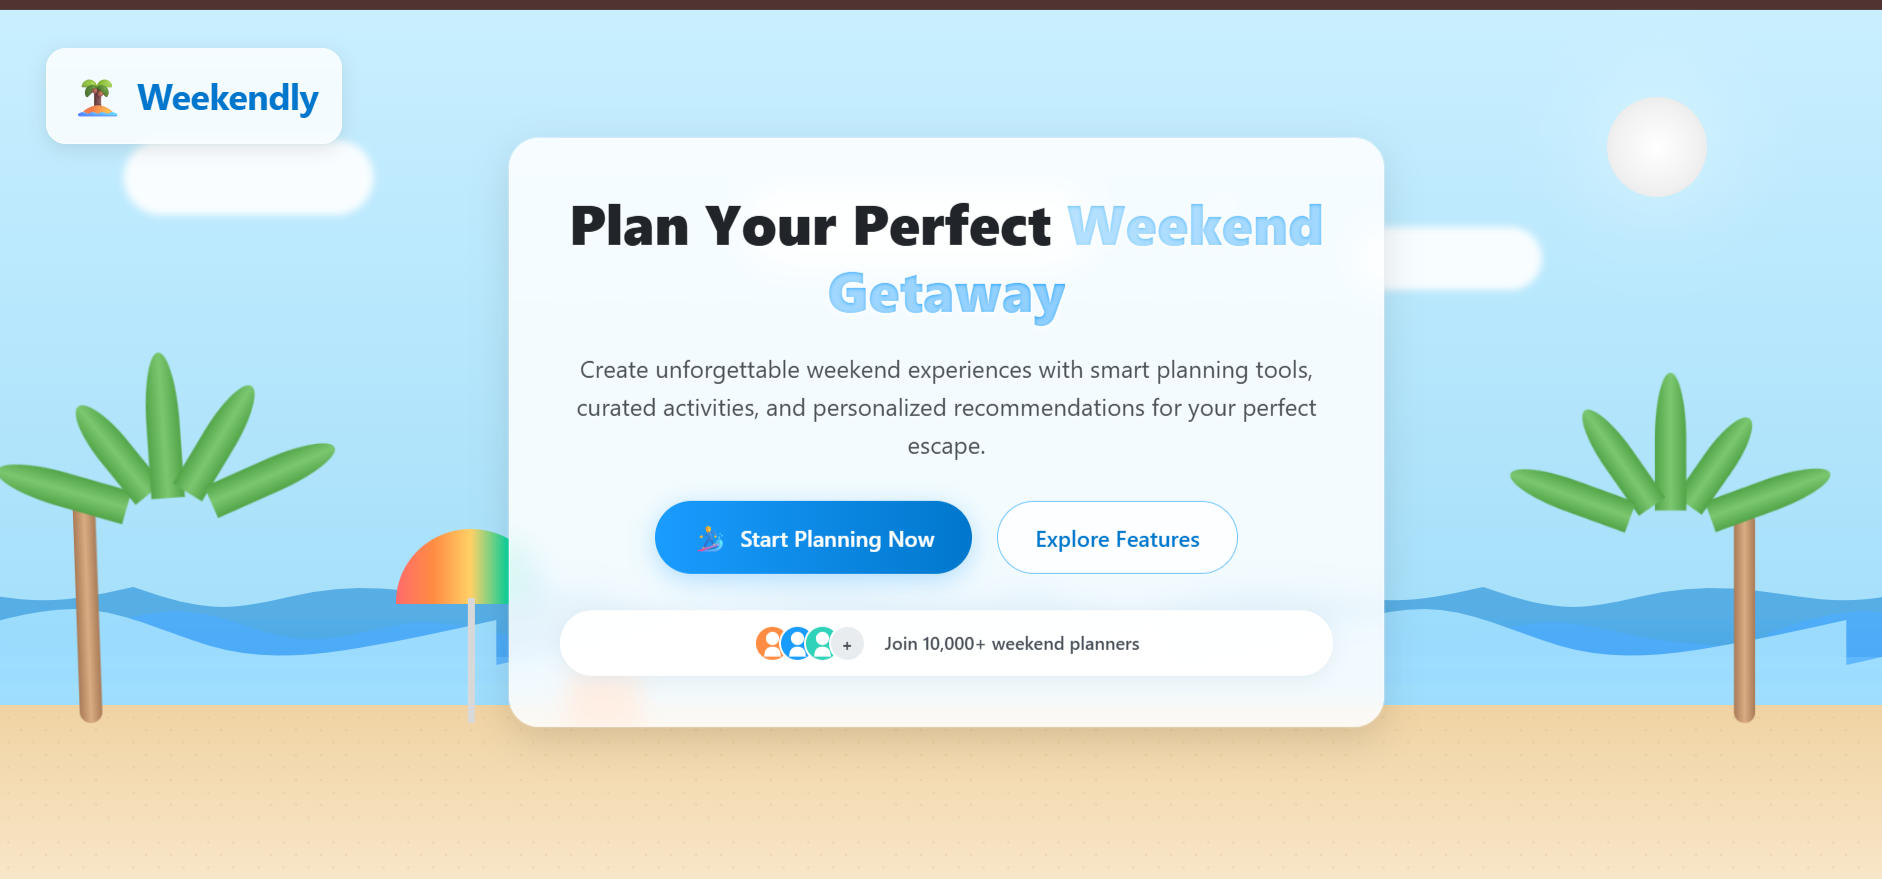 Weekendly
Plan Your Perfect Weekend
Getaway
Create unforgettable weekend experiences with smart planning tools,
curated activities, and personalized recommendations for your perfect
escape.
Start Planning Now
Explore Features
+
Join 10,000+ weekend planners